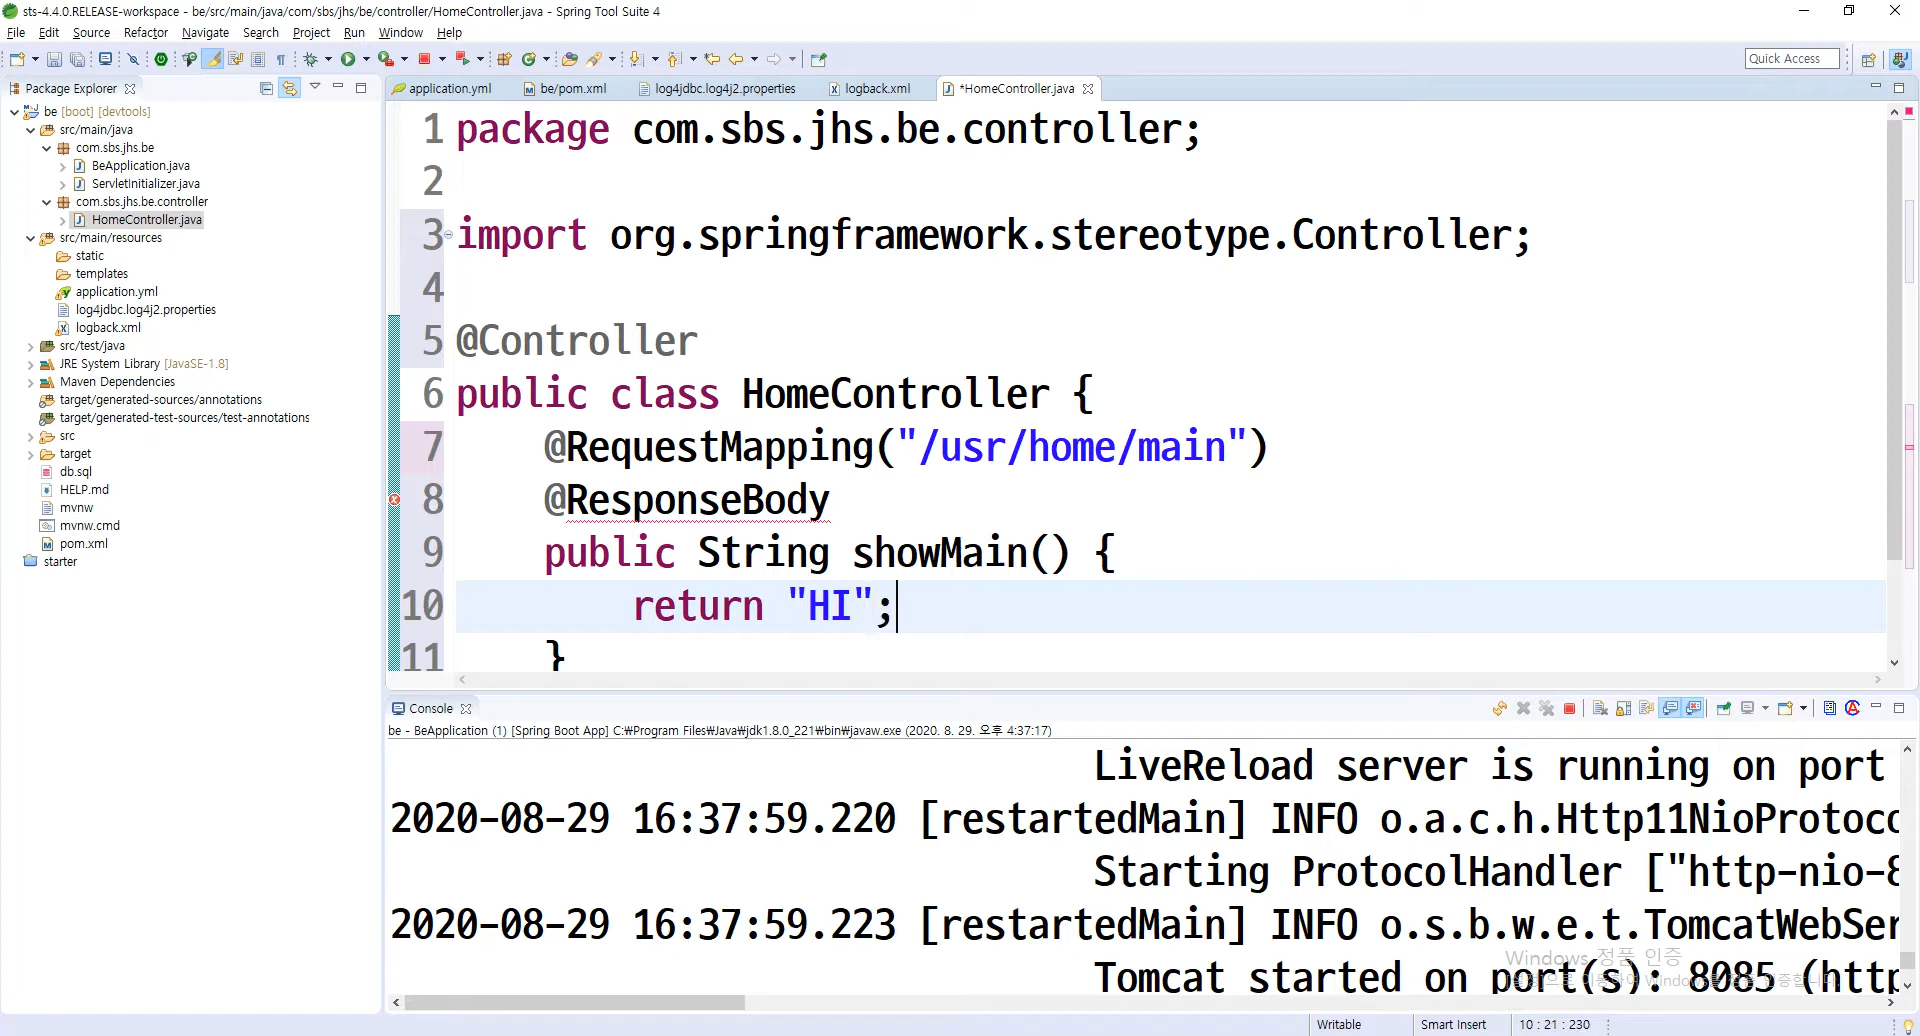 sts-4.4.0.RELEASE-workspace - be/src/main/java/com/sbs/jhs/be/controller/HomeController.java - Spring Tool Suite 4
File Edit Source Refactor Navigate Search Project Run Window Help
Quick Access
Package Explorer
application.yml be/pom.xml log4jdbc.log4j2.properties logback.xml *HomeController.java
be [boot] [devtools]
src/main/java
com.sbs.jhs.be
BeApplication.java
ServletInitializer.java
com.sbs.jhs.be.controller
HomeController.java
src/main/resources
static
templates
application.yml
log4jdbc.log4j2.properties
logback.xml
src/test/java
JRE System Library [JavaSE-1.8]
Maven Dependencies
target/generated-sources/annotations
target/generated-test-sources/test-annotations
src
target
db.sql
HELP.md
mvnw
mvnw.cmd
pom.xml
starter
1 package com.sbs.jhs.be.controller;
2
3 import org.springframework.stereotype.Controller;
4
5 @Controller
6 public class HomeController {
7 @RequestMapping("/usr/home/main")
8 @ResponseBody
9 public String showMain() {
10 return "HI";
11 }
Console
be - BeApplication (1) [Spring Boot App] C:₩Program Files₩Java₩jdk1.8.0_221₩bin₩javaw.exe (2020. 8. 29. 오후 4:37:17)
LiveReload server is running on port
2020-08-29 16:37:59.220 [restartedMain] INFO o.a.c.h.Http11NioProtoco
Starting ProtocolHandler ["http-nio-8
2020-08-29 16:37:59.223 [restartedMain] INFO o.s.b.w.e.t.TomcatWebSer
Tomcat started on port(s): 8085 (http
Windows 정품 인증
Writable Smart Insert 10 : 21 : 230